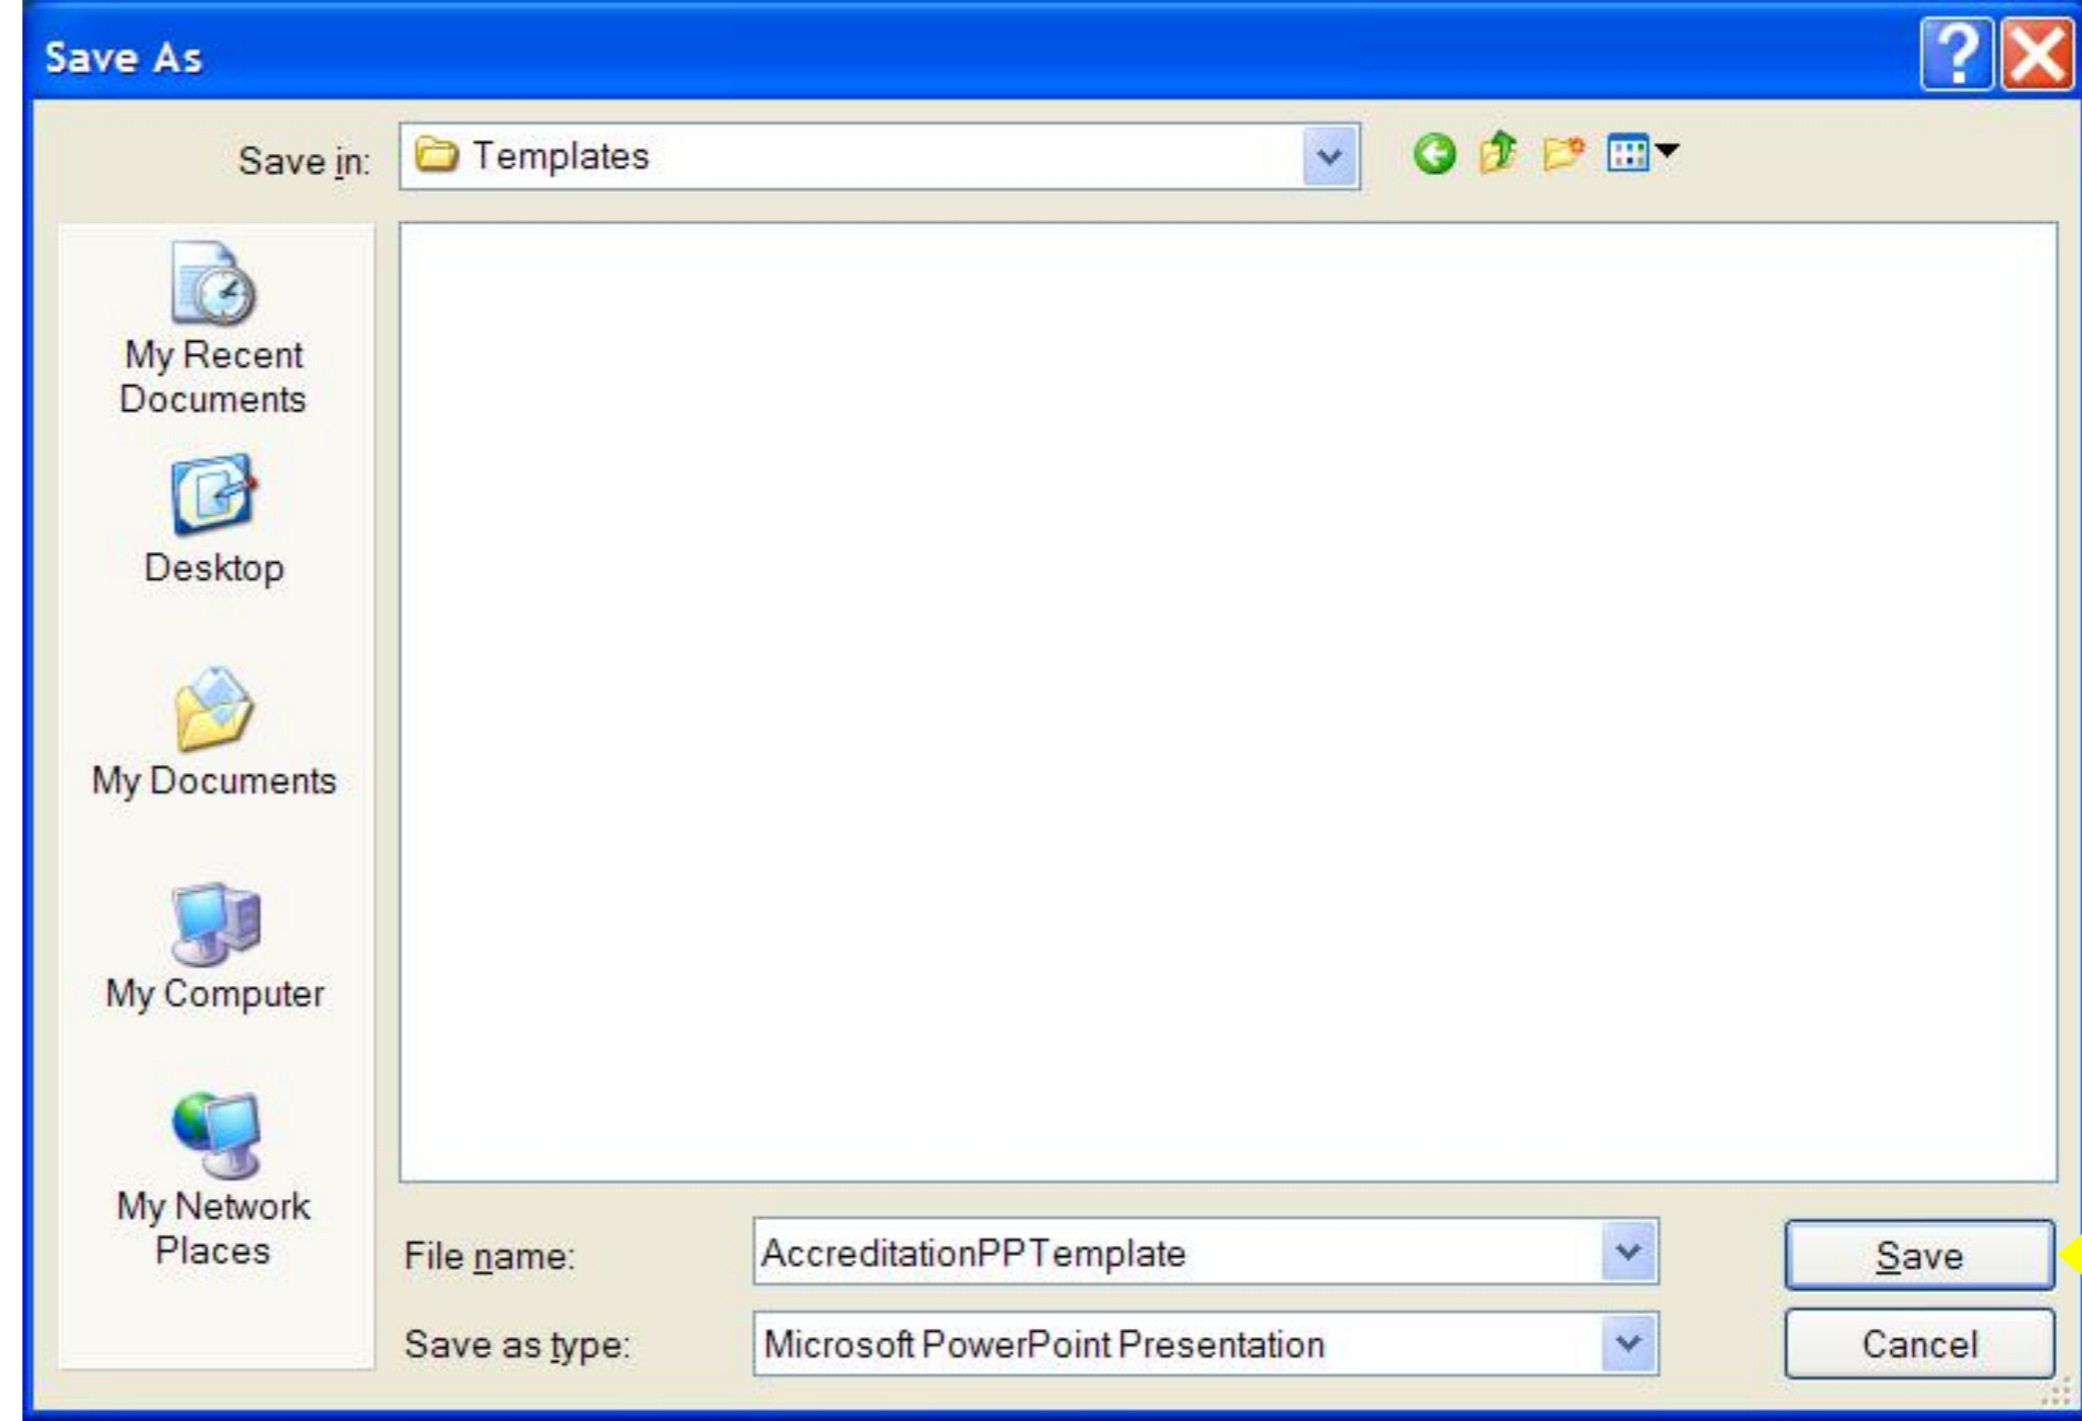 Save As
Save in:
Templates
My Recent
Documents
Desktop
My Documents
My Computer
My Network
Places
File name:
AccreditationPPTemplate
Save
Save as type:
Microsoft PowerPoint Presentation
Cancel